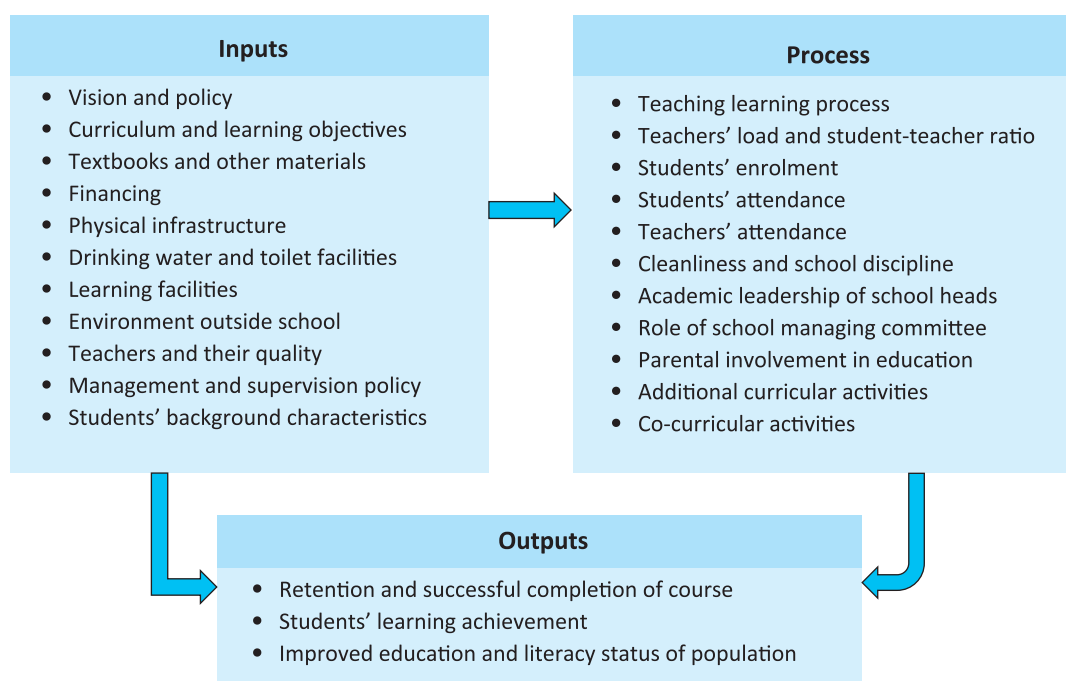 Inputs
• Vision and policy
• Curriculum and learning objectives
• Textbooks and other materials
• Financing
• Physical infrastructure
• Drinking water and toilet facilities
• Learning facilities
• Environment outside school
• Teachers and their quality
• Management and supervision policy
• Students’ background characteristics
Process
• Teaching learning process
• Teachers’ load and student-teacher ratio
• Students’ enrolment
• Students’ attendance
• Teachers’ attendance
• Cleanliness and school discipline
• Academic leadership of school heads
• Role of school managing committee
• Parental involvement in education
• Additional curricular activities
• Co-curricular activities
Outputs
• Retention and successful completion of course
• Students’ learning achievement
• Improved education and literacy status of population